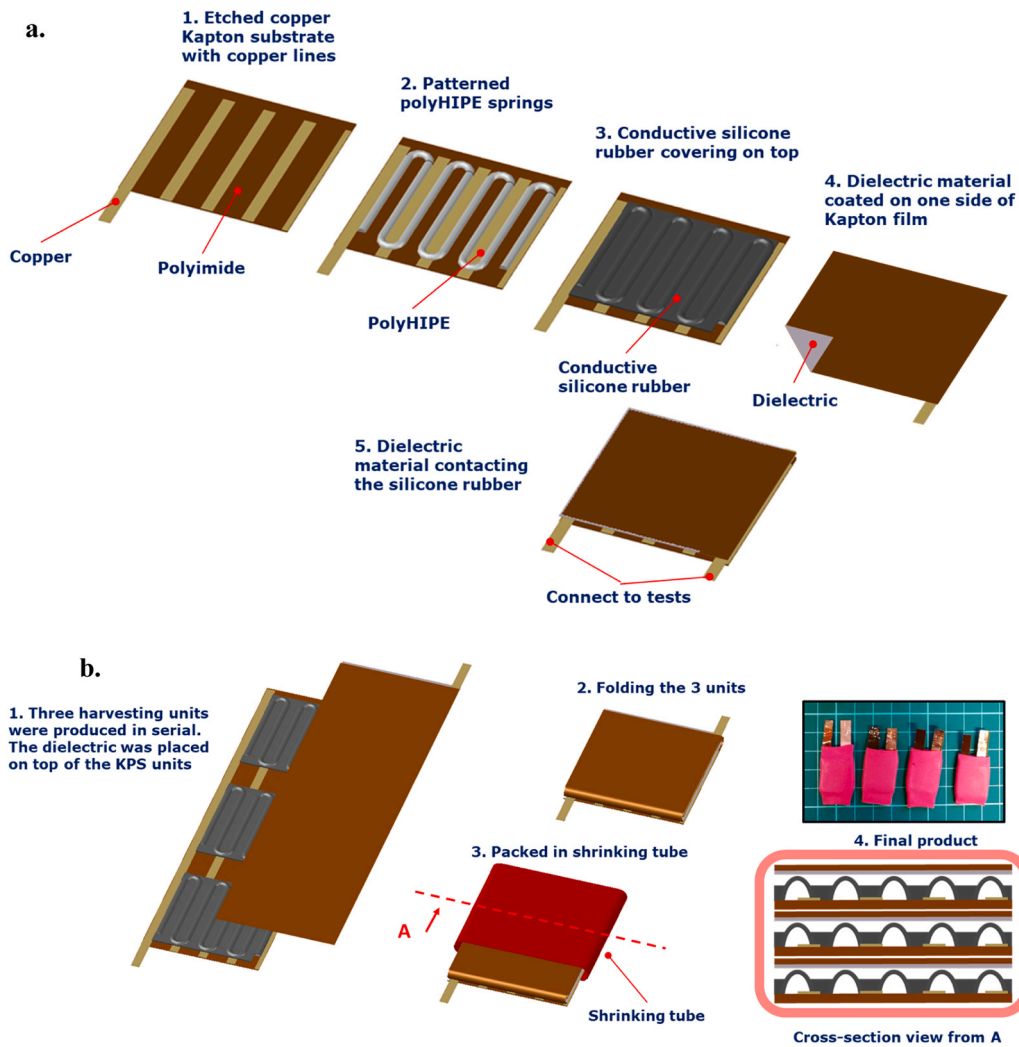 a.
1. Etched copper
Kapton substrate
with copper lines
2. Patterned
polyHIPE springs
3. Conductive silicone
rubber covering on top
4. Dielectric material
coated on one side of
Kapton film
Copper
Polyimide
PolyHIPE
Conductive
silicone rubber
Dielectric
5. Dielectric
material contacting
the silicone rubber
Connect to tests
b.
1. Three harvesting units
were produced in serial.
The dielectric was placed
on top of the KPS units
2. Folding the 3 units
3. Packed in shrinking tube
4. Final product
A
Shrinking tube
Cross-section view from A